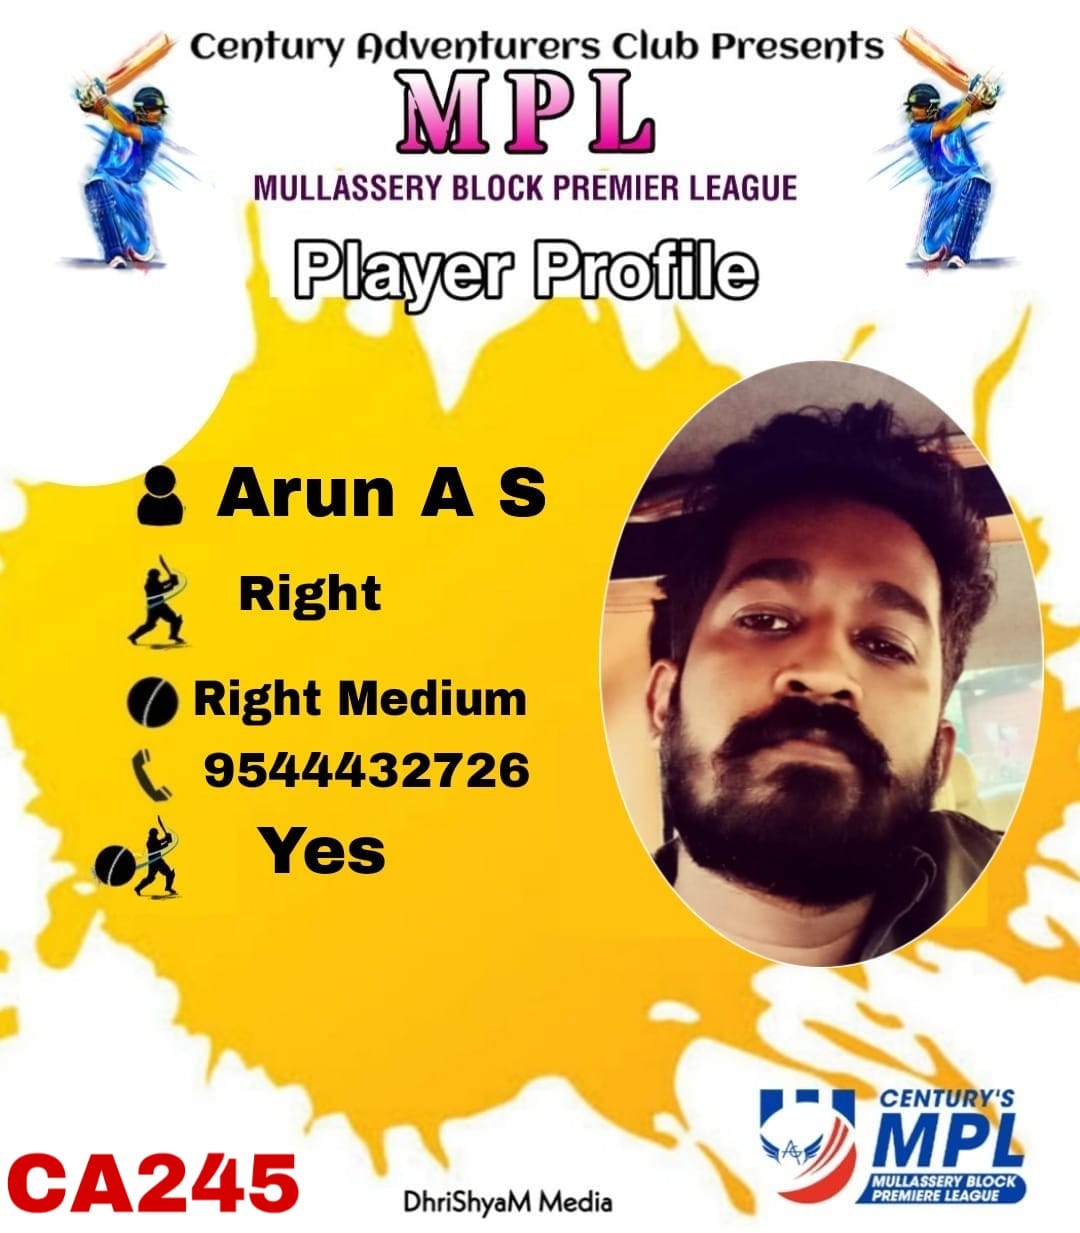 Century Adventurers Club Presents
MPL
MULLASSERY BLOCK PREMIER LEAGUE
Player Profile
Arun A S
Right
Right Medium
9544432726
Yes
CENTURY'S
MPL
MULLASSERY BLOCK
PREMIERE LEAGUE
CA245
DhriShyaM Media